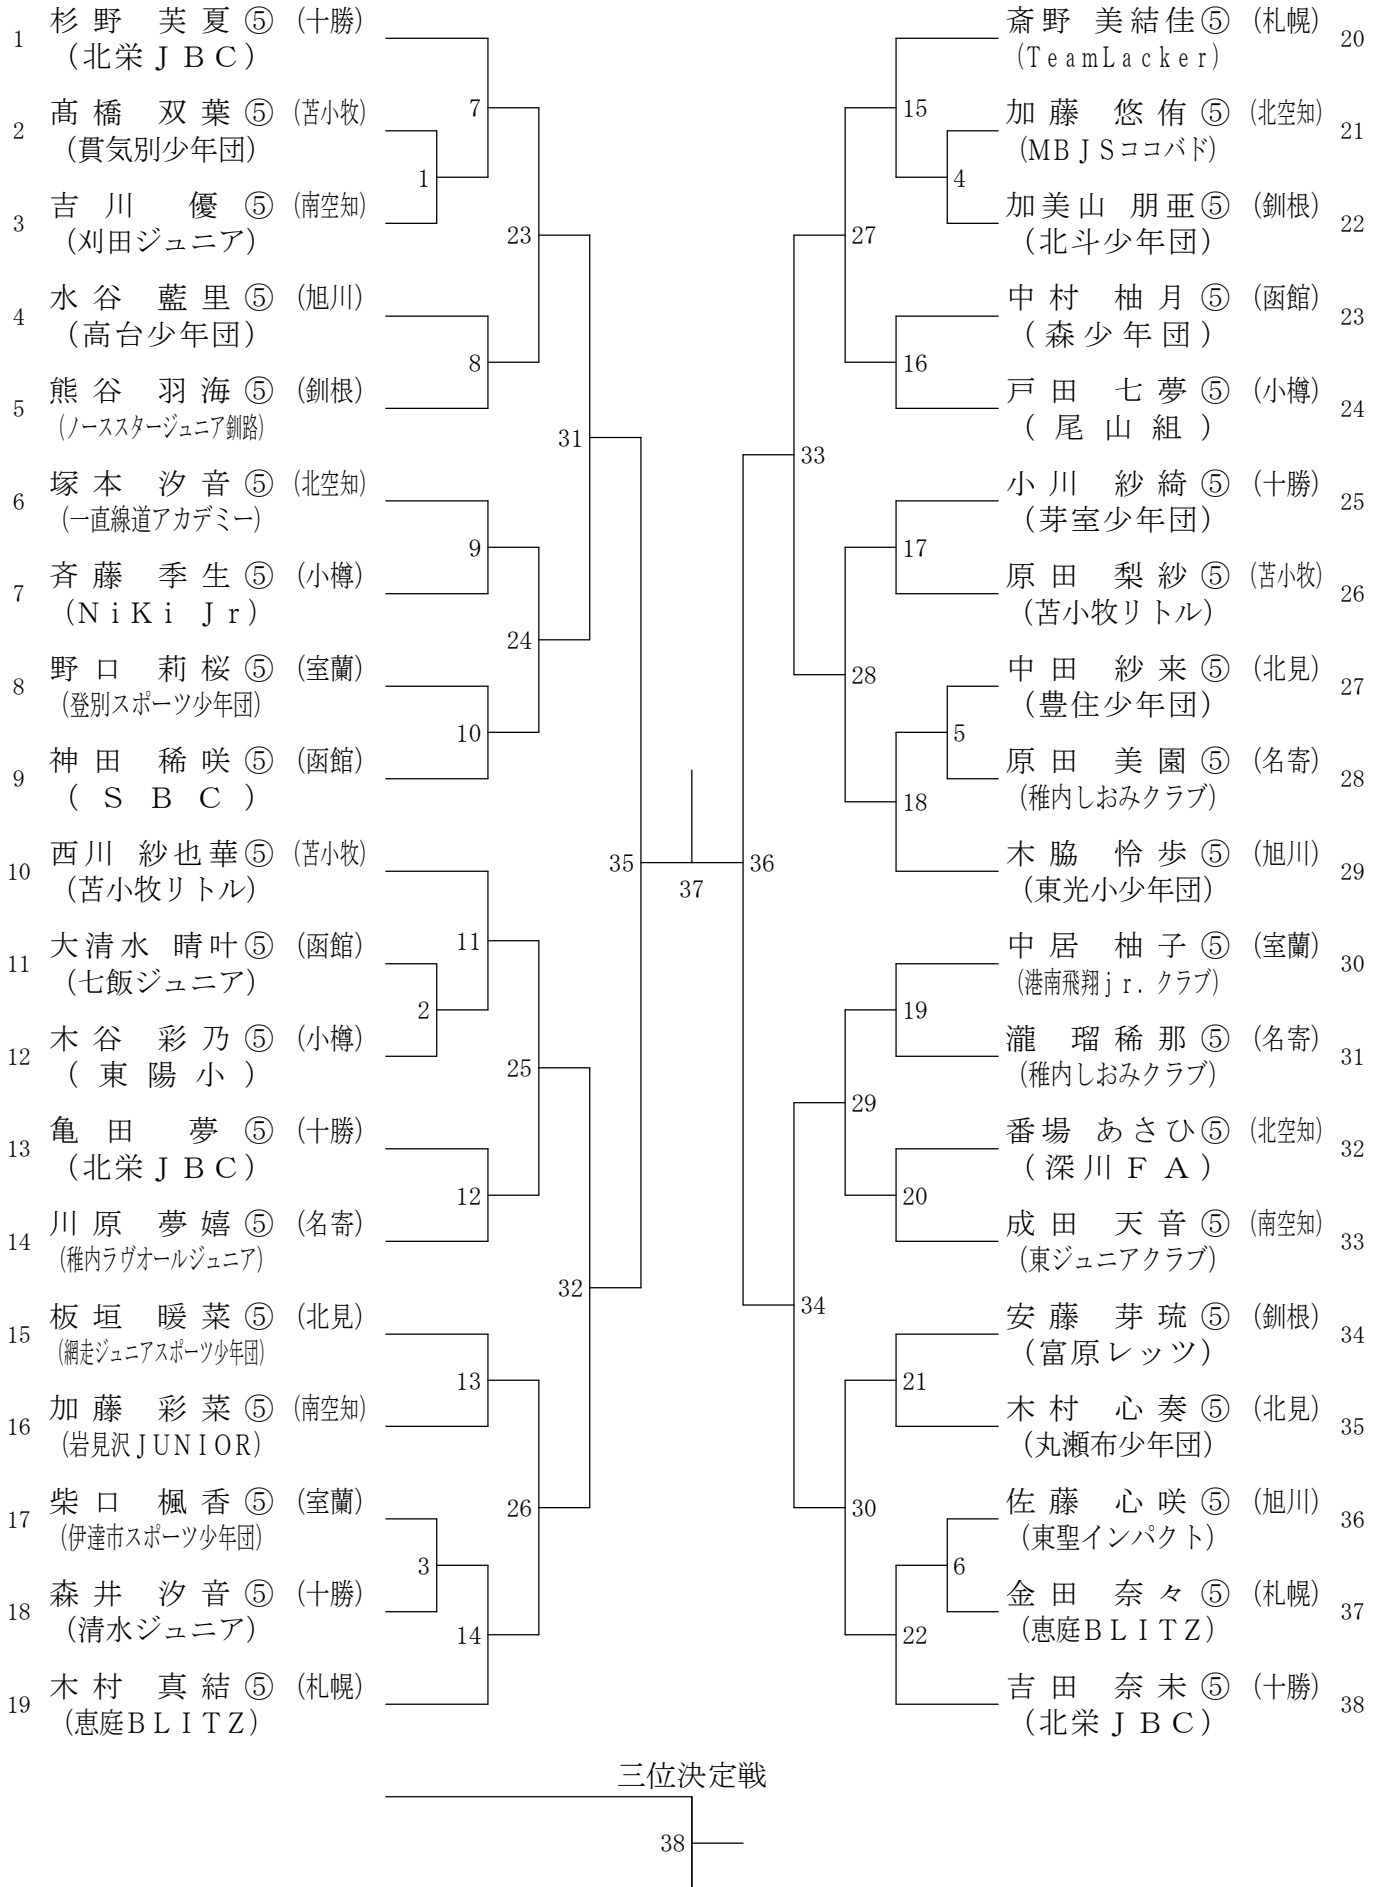 1 杉野 芙夏⑤ (十勝)
(北栄ＪＢＣ)
2 髙橋 双葉⑤ (苫小牧)
(貫気別少年団)
3 吉川 優⑤ (南空知)
(刈田ジュニア)
4 水谷 藍里⑤ (旭川)
(高台少年団)
5 熊谷 羽海⑤ (釧根)
(ノーススタージュニア釧路)
6 塚本 汐音⑤ (北空知)
(一直線道アカデミー)
7 斉藤 季生⑤ (小樽)
(ＮｉＫｉ Ｊｒ)
8 野口 莉桜⑤ (室蘭)
(登別スポーツ少年団)
9 神田 稀咲⑤ (函館)
(ＳＢＣ)
10 西川 紗也華⑤ (苫小牧)
(苫小牧リトル)
11 大清水 晴叶⑤ (函館)
(七飯ジュニア)
12 木谷 彩乃⑤ (小樽)
(東陽小)
13 亀田 夢⑤ (十勝)
(北栄ＪＢＣ)
14 川原 夢嬉⑤ (名寄)
(稚内ラヴオールジュニア)
15 板垣 暖菜⑤ (北見)
(網走ジュニアスポーツ少年団)
16 加藤 彩菜⑤ (南空知)
(岩見沢ＪＵＮＩＯＲ)
17 柴口 楓香⑤ (室蘭)
(伊達市スポーツ少年団)
18 森井 汐音⑤ (十勝)
(清水ジュニア)
19 木村 真結⑤ (札幌)
(恵庭ＢＬＩＴＺ)
1
2
3
7
8
9
10
11
12
13
14
23
24
25
26
31
32
35
37
36
33
34
27
28
29
30
15
16
17
18
19
20
21
22
4
5
6
斎野 美結佳⑤ (札幌) 20
(ＴｅａｍＬａｃｋｅｒ)
加藤 悠侑⑤ (北空知) 21
(ＭＢＪＳココバド)
加美山 朋亜⑤ (釧根) 22
(北斗少年団)
中村 柚月⑤ (函館) 23
(森少年団)
戸田 七夢⑤ (小樽) 24
(尾山組)
小川 紗綺⑤ (十勝) 25
(芽室少年団)
原田 梨紗⑤ (苫小牧) 26
(苫小牧リトル)
中田 紗来⑤ (北見) 27
(豊住少年団)
原田 美園⑤ (名寄) 28
(稚内しおみクラブ)
木脇 怜歩⑤ (旭川) 29
(東光小少年団)
中居 柚子⑤ (室蘭) 30
(港南飛翔ｊｒ．クラブ)
瀧 瑠稀那⑤ (名寄) 31
(稚内しおみクラブ)
番場 あさひ⑤ (北空知) 32
(深川ＦＡ)
成田 天音⑤ (南空知) 33
(東ジュニアクラブ)
安藤 芽琉⑤ (釧根) 34
(富原レッツ)
木村 心奏⑤ (北見) 35
(丸瀬布少年団)
佐藤 心咲⑤ (旭川) 36
(東聖インパクト)
金田 奈々⑤ (札幌) 37
(恵庭ＢＬＩＴＺ)
吉田 奈未⑤ (十勝) 38
(北栄ＪＢＣ)
三位決定戦
38